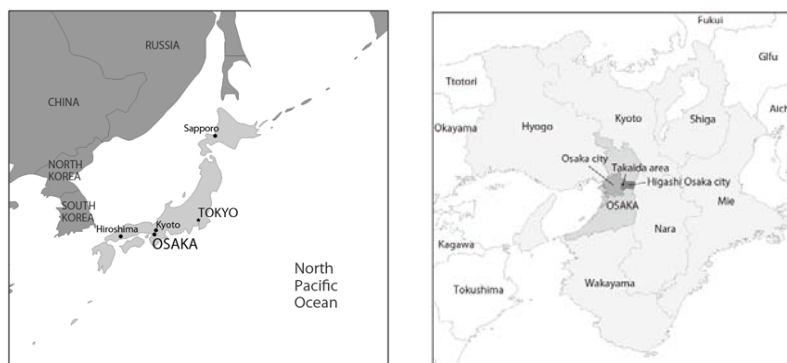 RUSSIA
CHINA
Sapporo
NORTH
KOREA
SOUTH
KOREA
Hiroshima
Kyoto
TOKYO
OSAKA
North
Pacific
Ocean
Fukui
Gifu
Ttotori
Aich
Okayama
Hyogo
Kyoto
Shiga
Osaka city
Takaida area
Higashi Osaka city
OSAKA
Mie
Nara
Kagawa
Wakayama
Tokushima